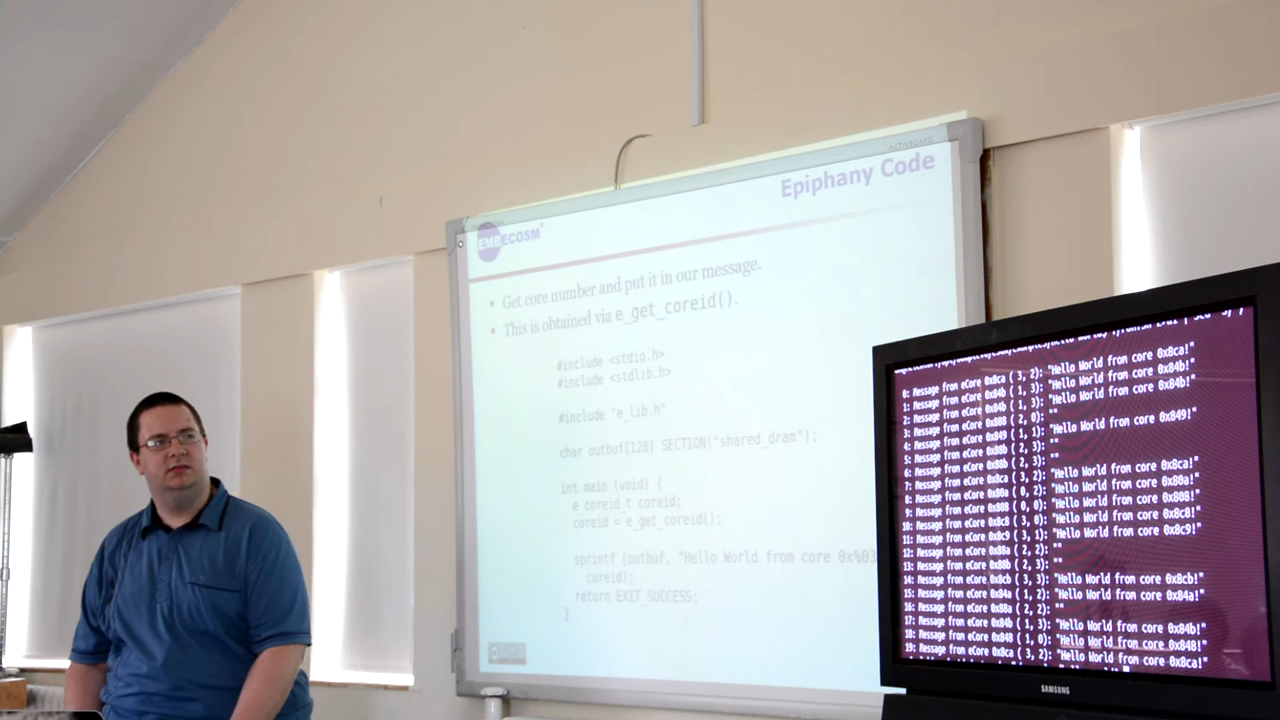 ACTIVBOARD
Epiphany Code
EMBECOSM®
• Get core number and put it in our message.
• This is obtained via e_get_coreid().
#include <stdio.h>
#include <stdlib.h>
#include "e_lib.h"
char outbuf[128] SECTION("shared_dram");
int main (void) {
e_coreid_t coreid;
coreid = e_get_coreid();
sprintf (outbuf, "Hello World from core 0x%03
coreid);
return EXIT_SUCCESS;
}
0: Message from eCore 0x8ca ( 3, 2): "Hello World from core 0x8ca!"
1: Message from eCore 0x84b ( 1, 3): "Hello World from core 0x84b!"
2: Message from eCore 0x84b ( 1, 3): "Hello World from core 0x84b!"
3: Message from eCore 0x888 ( 2, 0): ""
4: Message from eCore 0x849 ( 1, 1): "Hello World from core 0x849!"
5: Message from eCore 0x88b ( 2, 3): ""
6: Message from eCore 0x88b ( 2, 3): ""
7: Message from eCore 0x8ca ( 3, 2): "Hello World from core 0x8ca!"
8: Message from eCore 0x80a ( 0, 2): "Hello World from core 0x80a!"
9: Message from eCore 0x808 ( 0, 0): "Hello World from core 0x808!"
10: Message from eCore 0x8c8 ( 3, 0): "Hello World from core 0x8c8!"
11: Message from eCore 0x8c9 ( 3, 1): "Hello World from core 0x8c9!"
12: Message from eCore 0x88a ( 2, 2): ""
13: Message from eCore 0x88b ( 2, 3): ""
14: Message from eCore 0x8cb ( 3, 3): "Hello World from core 0x8cb!"
15: Message from eCore 0x84a ( 1, 2): "Hello World from core 0x84a!"
16: Message from eCore 0x88a ( 2, 2): ""
17: Message from eCore 0x84b ( 1, 3): "Hello World from core 0x84b!"
18: Message from eCore 0x848 ( 1, 0): "Hello World from core 0x848!"
19: Message from eCore 0x8ca ( 3, 2): "Hello World from core 0x8ca!"
SAMSUNG